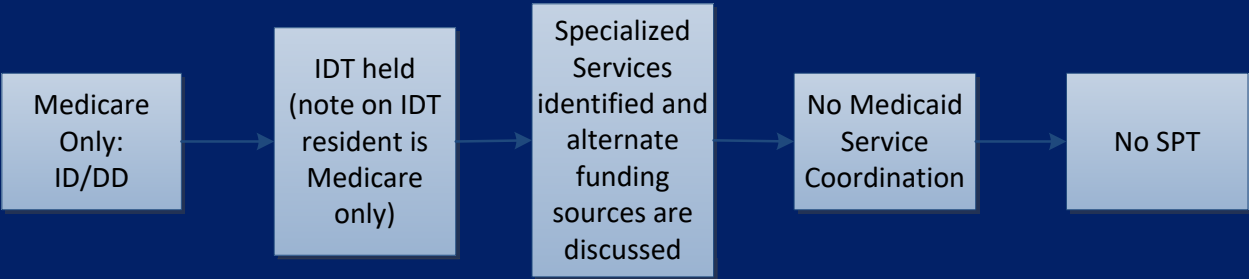 Medicare
Only:
ID/DD
IDT held
(note on IDT
resident is
Medicare
only)
Specialized
Services
identified and
alternate
funding
sources are
discussed
No Medicaid
Service
Coordination
No SPT